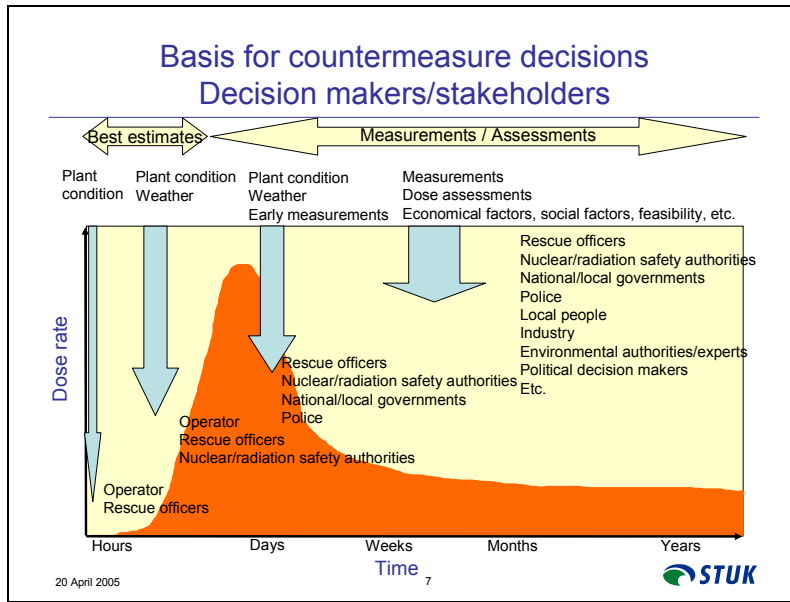 Basis for countermeasure decisions
Decision makers/stakeholders
Best estimates
Measurements / Assessments
Plant
condition
Plant condition
Weather
Plant condition
Weather
Early measurements
Measurements
Dose assessments
Economical factors, social factors, feasibility, etc.
Rescue officers
Nuclear/radiation safety authorities
National/local governments
Police
Local people
Industry
Environmental authorities/experts
Political decision makers
Etc.
Dose rate
Rescue officers
Nuclear/radiation safety authorities
National/local governments
Police
Operator
Rescue officers
Nuclear/radiation safety authorities
Operator
Rescue officers
Hours
Days
Weeks
Months
Years
Time
20 April 2005
7
STUK